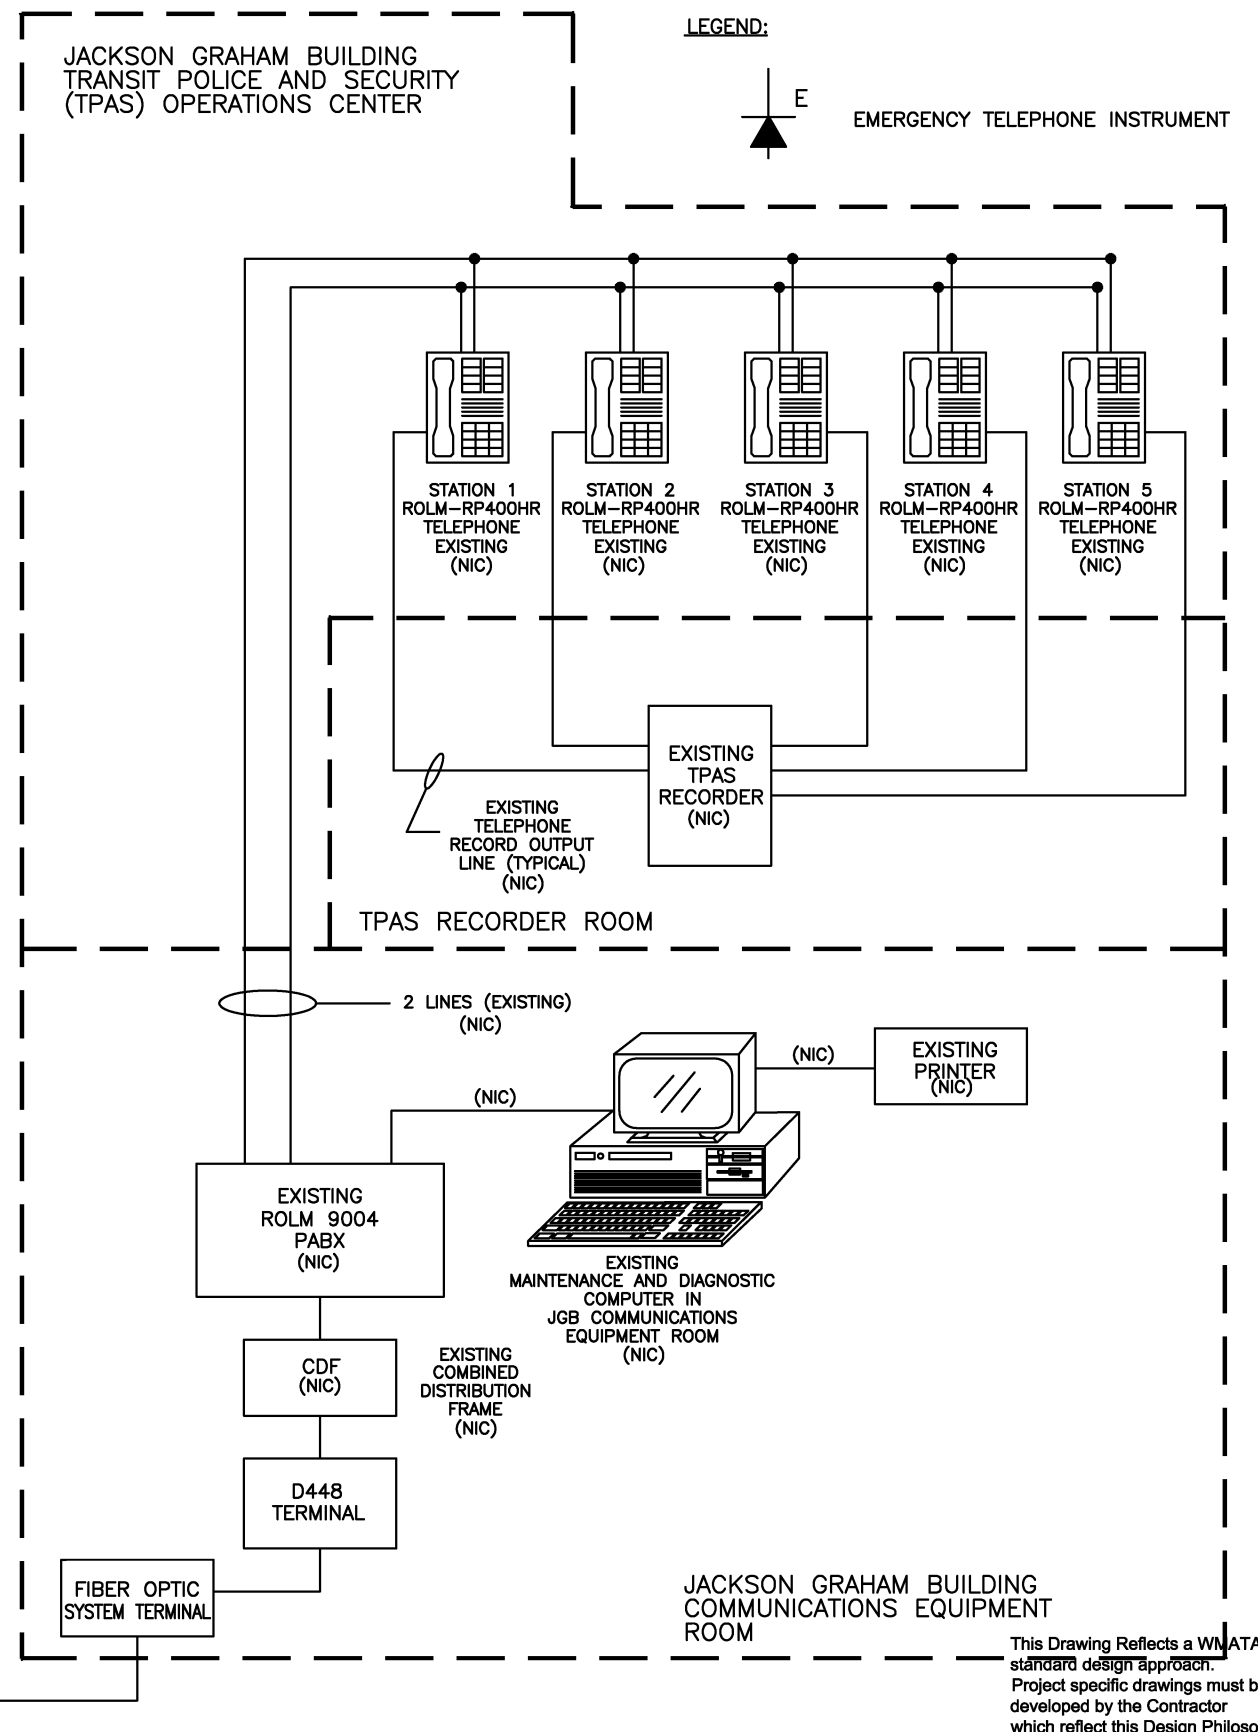 LEGEND:
JACKSON GRAHAM BUILDING
TRANSIT POLICE AND SECURITY
(TPAS) OPERATIONS CENTER
E
EMERGENCY TELEPHONE INSTRUMENT
STATION 1
ROLM-RP400HR
TELEPHONE
EXISTING
(NIC)
STATION 2
ROLM-RP400HR
TELEPHONE
EXISTING
(NIC)
STATION 3
ROLM-RP400HR
TELEPHONE
EXISTING
(NIC)
STATION 4
ROLM-RP400HR
TELEPHONE
EXISTING
(NIC)
STATION 5
ROLM-RP400HR
TELEPHONE
EXISTING
(NIC)
EXISTING
TPAS
RECORDER
(NIC)
EXISTING
TELEPHONE
RECORD OUTPUT
LINE (TYPICAL)
(NIC)
TPAS RECORDER ROOM
2 LINES (EXISTING)
(NIC)
(NIC)
EXISTING
PRINTER
(NIC)
(NIC)
EXISTING
ROLM 9004
PABX
(NIC)
EXISTING
MAINTENANCE AND DIAGNOSTIC
COMPUTER IN
JGB COMMUNICATIONS
EQUIPMENT ROOM
(NIC)
CDF
(NIC)
EXISTING
COMBINED
DISTRIBUTION
FRAME
(NIC)
D448
TERMINAL
FIBER OPTIC
SYSTEM TERMINAL
JACKSON GRAHAM BUILDING
COMMUNICATIONS EQUIPMENT
ROOM
This Drawing Reflects a WMATA
standard design approach.
Project specific drawings must b
developed by the Contractor
which reflect this Design Philoso